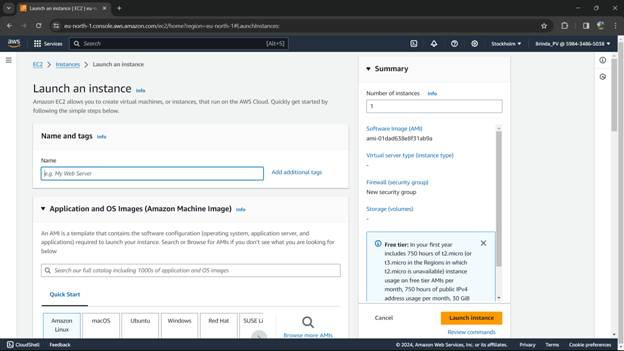 Launch an instance | EC2 | eu-n
eu-north-1.console.aws.amazon.com/ec2/home?region=eu-north-1#LaunchInstances:
aws
Services
Search
[Alt+S]
Stockholm
Brinda_PV @ 5984-3486-5038
EC2 > Instances > Launch an instance
Launch an instance Info
Amazon EC2 allows you to create virtual machines, or instances, that run on the AWS Cloud. Quickly get started by
following the simple steps below.
Name and tags Info
Name
e.g. My Web Server
Add additional tags
Application and OS Images (Amazon Machine Image) Info
An AMI is a template that contains the software configuration (operating system, application server, and
applications) required to launch your instance. Search or Browse for AMIs if you don't see what you are looking for
below
Search our full catalog including 1000s of application and OS images
Quick Start
Amazon
Linux
macOS
Ubuntu
Windows
Red Hat
SUSE Li
Browse more AMIs
Summary
Number of instances Info
1
Software Image (AMI)
Virtual server type (instance type)
-
Firewall (security group)
New security group
Storage (volumes)
-
Free tier: In your first year
includes 750 hours of t2.micro (or
t3.micro in the Regions in which
t2.micro is unavailable) instance
usage on free tier AMIs per
month, 750 hours of public IPv4
address usage per month, 30 GiB
Cancel
Launch instance
Review commands
CloudShell
Feedback
© 2024, Amazon Web Services, Inc. or its affiliates.
Privacy
Terms
Cookie preferences